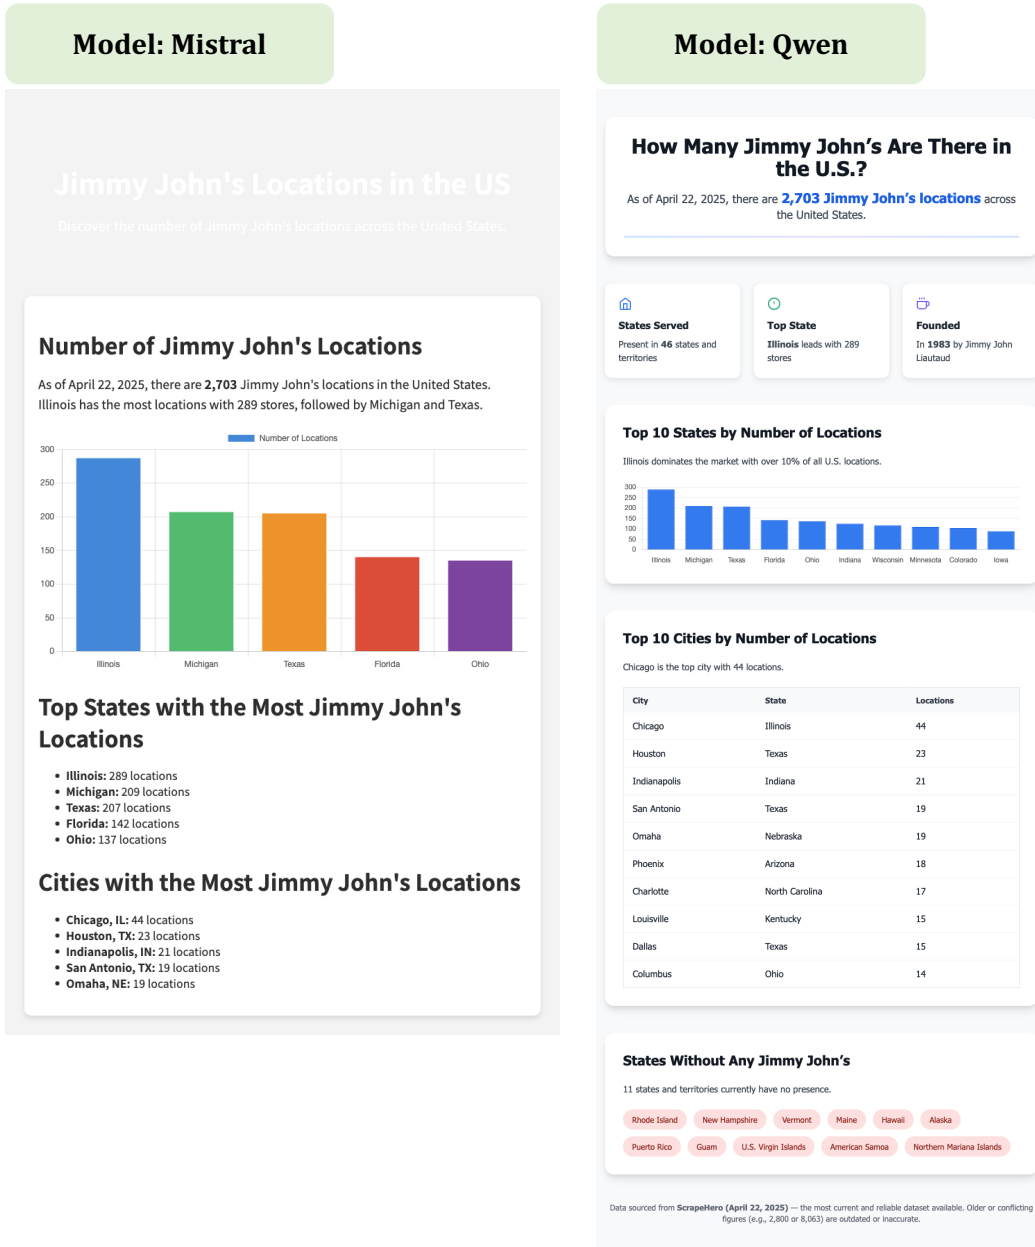 Model: Mistral
Jimmy John's Locations in the US
Discover the number of Jimmy John's locations across the United States.
Number of Jimmy John's Locations
As of April 22, 2025, there are 2,703 Jimmy John's locations in the United States.
Illinois has the most locations with 289 stores, followed by Michigan and Texas.
Number of Locations
300
250
200
150
100
50
0
Illinois
Michigan
Texas
Florida
Ohio
Top States with the Most Jimmy John's
Locations
• Illinois: 289 locations
• Michigan: 209 locations
• Texas: 207 locations
• Florida: 142 locations
• Ohio: 137 locations
Cities with the Most Jimmy John's Locations
• Chicago, IL: 44 locations
• Houston, TX: 23 locations
• Indianapolis, IN: 21 locations
• San Antonio, TX: 19 locations
• Omaha, NE: 19 locations
Model: Qwen
How Many Jimmy John’s Are There in
the U.S.?
As of April 22, 2025, there are 2,703 Jimmy John’s locations across
the United States.
States Served
Present in 46 states and
territories
Top State
Illinois leads with 289
stores
Founded
In 1983 by Jimmy John
Liautaud
Top 10 States by Number of Locations
Illinois dominates the market with over 10% of all U.S. locations.
300
250
200
150
100
50
0
Illinois Michigan Texas Florida Ohio Indiana Wisconsin Minnesota Colorado Iowa
Top 10 Cities by Number of Locations
Chicago is the top city with 44 locations.
City State Locations
Chicago Illinois 44
Houston Texas 23
Indianapolis Indiana 21
San Antonio Texas 19
Omaha Nebraska 19
Phoenix Arizona 18
Charlotte North Carolina 17
Louisville Kentucky 15
Dallas Texas 15
Columbus Ohio 14
States Without Any Jimmy John’s
11 states and territories currently have no presence.
Rhode Island New Hampshire Vermont Maine Hawaii Alaska
Puerto Rico Guam U.S. Virgin Islands American Samoa Northern Mariana Islands
Data sourced from ScrapeHero (April 22, 2025) — the most current and reliable dataset available. Older or conflicting
figures (e.g., 2,800 or 8,063) are outdated or inaccurate.